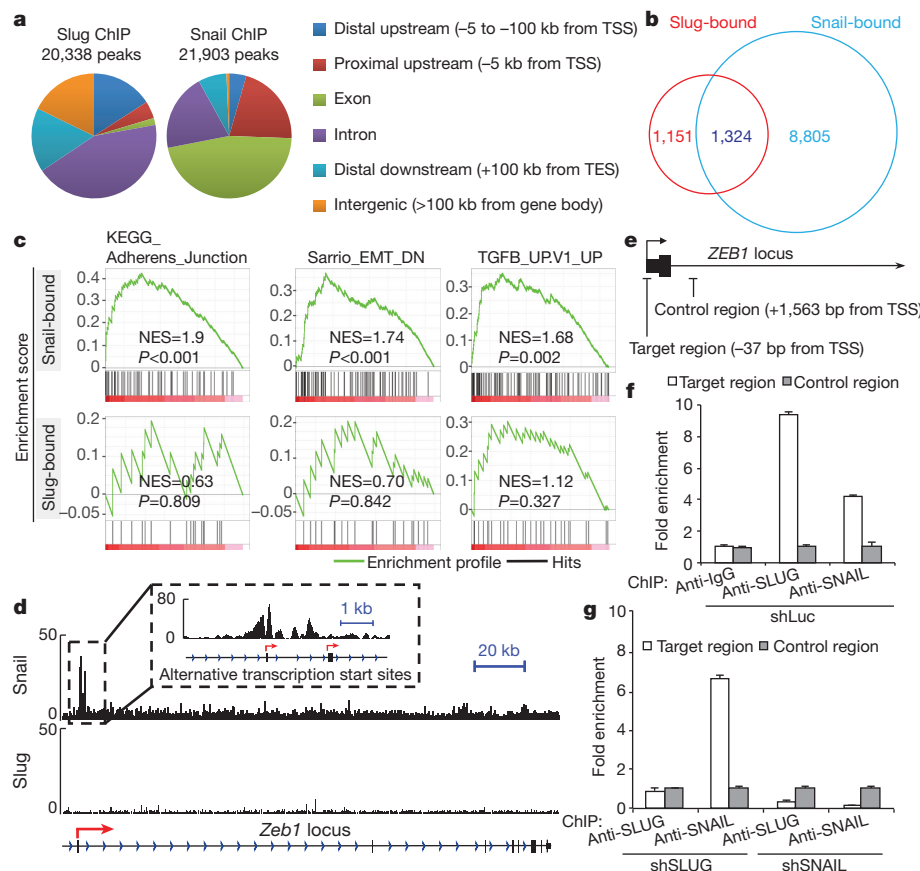 a
Slug ChIP
20,338 peaks
Snail ChIP
21,903 peaks
Distal upstream (–5 to –100 kb from TSS)
Proximal upstream (–5 kb from TSS)
Exon
Intron
Distal downstream (+100 kb from TES)
Intergenic (>100 kb from gene body)
b
Slug-bound
Snail-bound
1,151
1,324
8,805
c
Enrichment score
Snail-bound
Slug-bound
KEGG_
Adherens_Junction
Sarrio_EMT_DN
TGFB_UP.V1_UP
0.4
0.3
0.2
0.1
0
NES=1.9
P<0.001
0.3
0.2
0.1
0
NES=1.74
P<0.001
0.3
0.2
0.1
0
NES=1.68
P=0.002
0.2
0.1
0
–0.05
NES=0.63
P=0.809
0.2
0.1
0
–0.05
NES=0.70
P=0.842
0.3
0.2
0.1
0
NES=1.12
P=0.327
Enrichment profile
Hits
d
Snail
50
0
80
0
1 kb
Alternative transcription start sites
20 kb
Slug
50
0
Zeb1 locus
e
ZEB1 locus
Control region (+1,563 bp from TSS)
Target region (–37 bp from TSS)
f
Target region
Control region
Fold enrichment
10
8
6
4
2
0
ChIP:
Anti-IgG
Anti-SLUG
Anti-SNAIL
shLuc
g
Target region
Control region
Fold enrichment
10
8
6
4
2
0
ChIP:
Anti-SLUG
Anti-SNAIL
Anti-SLUG
Anti-SNAIL
shSLUG
shSNAIL